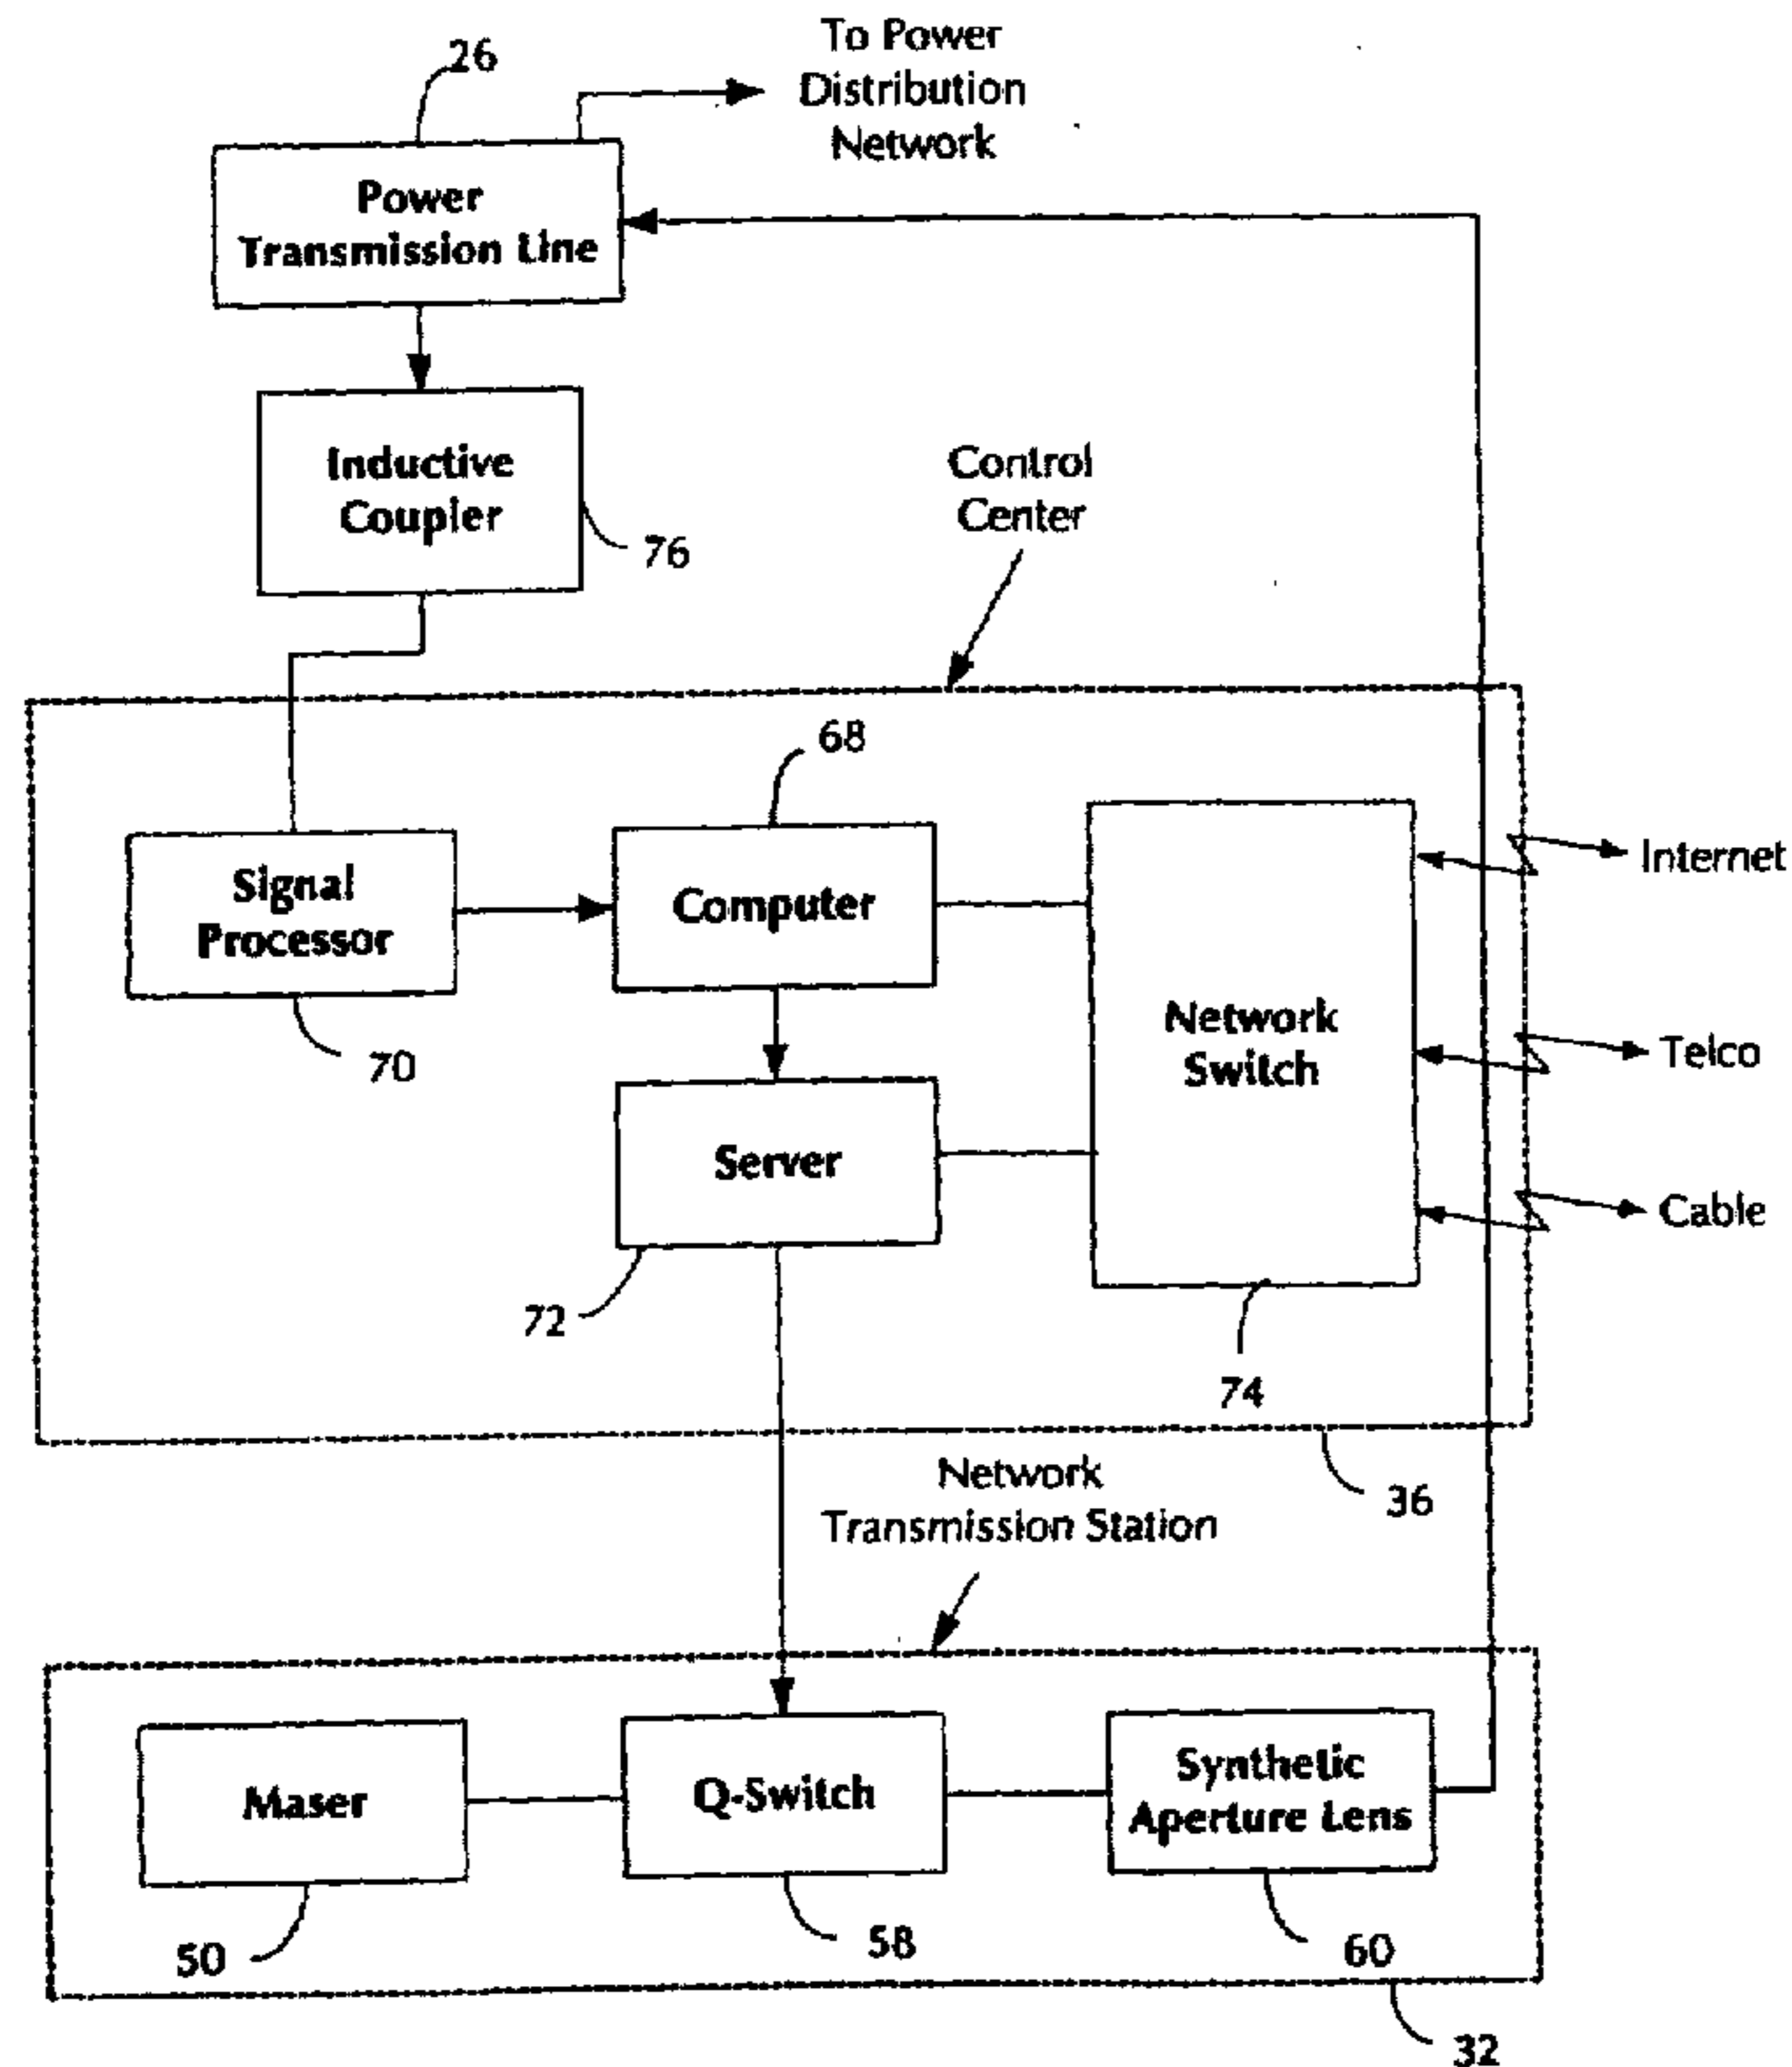 26
To Power
Distribution
Network
Power
Transmission Line
Inductive
Coupler
76
Control
Center
68
Signal
Processor
70
Computer
Network
Switch
Internet
Telco
Cable
Server
72
74
36
Network
Transmission Station
Maser
50
Q-Switch
58
Synthetic
Aperture Lens
60
32